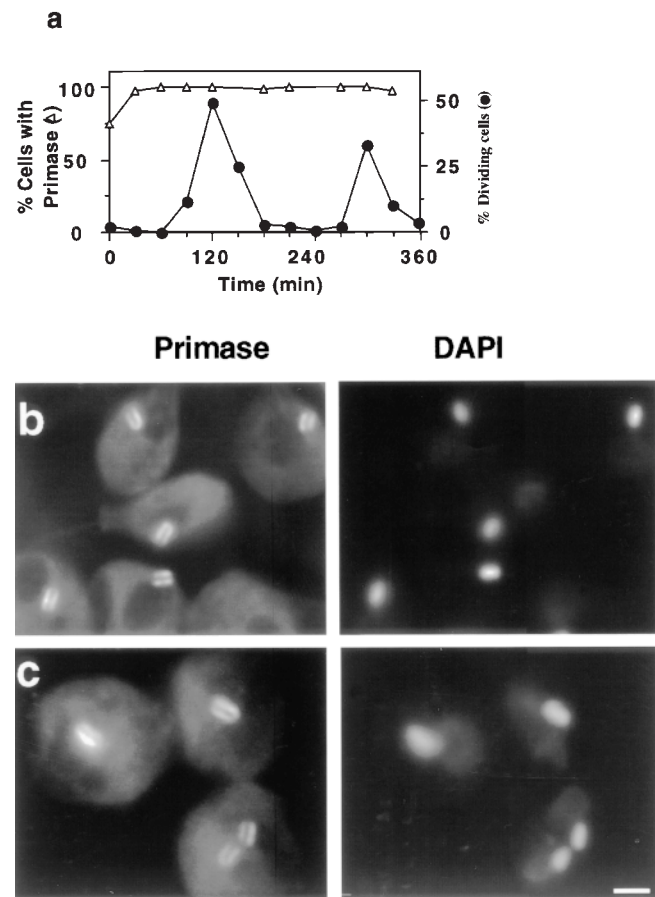 a
% Cells with
Primase (△)
100
50
0
50
25
0
% Dividing cells (●)
0 120 240 360
Time (min)
Primase DAPI
b
c